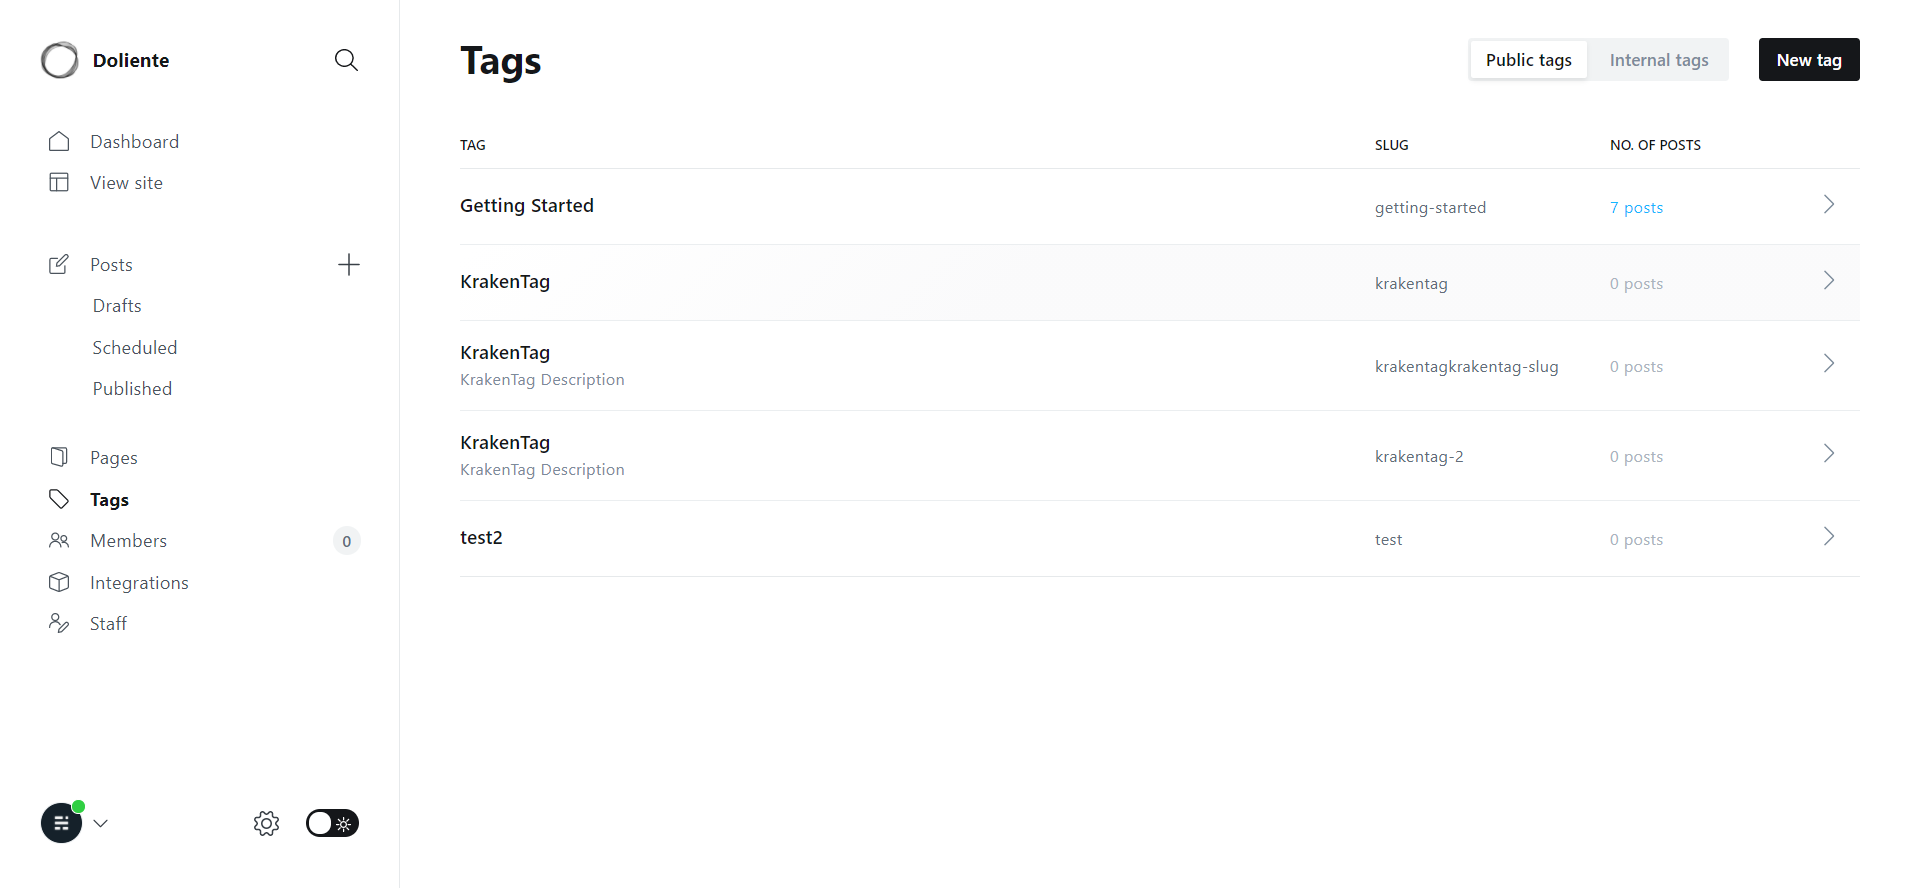 Doliente
Dashboard
View site
Posts
Drafts
Scheduled
Published
Pages
Tags
Members 0
Integrations
Staff
Tags
Public tags Internal tags New tag
TAG SLUG NO. OF POSTS
Getting Started getting-started 7 posts
KrakenTag krakentag 0 posts
KrakenTag
KrakenTag Description krakentagkrakentag-slug 0 posts
KrakenTag
KrakenTag Description krakentag-2 0 posts
test2 test 0 posts